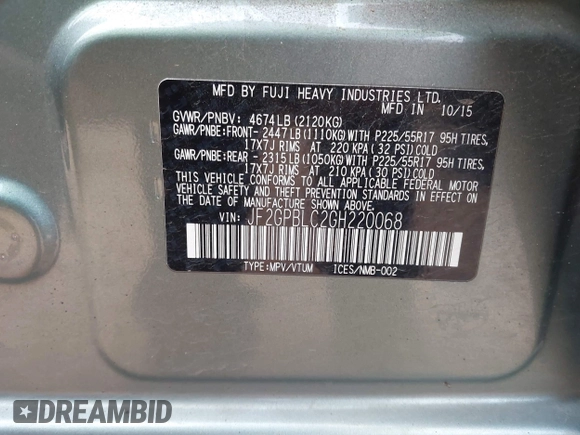 MFD BY FUJI HEAVY INDUSTRIES LTD.
MFD IN 10/15
GVWR/PNBV: 4674LB(2120KG)
GAWR/PNBE:FRONT- 2447LB(1110KG)WITH P225/55R17 95H TIRES,
17X7J RIMS AT 220 KPA(32 PSI)COLD
GAWR/PNBE:REAR - 2315LB(1050KG)WITH P225/55R17 95H TIRES,
17X7J RIMS AT 210 KPA(30 PSI)COLD
THIS VEHICLE CONFORMS TO ALL APPLICABLE FEDERAL MOTOR
VEHICLE SAFETY AND THEFT PREVENTION STANDARDS IN EFFECT ON
THE DATE OF MANUFACTURE SHOWN ABOVE.
VIN: JF2GPBLC2GH220068
TYPE:MPV/VTUM ICES/NMB-002
DREAMBID